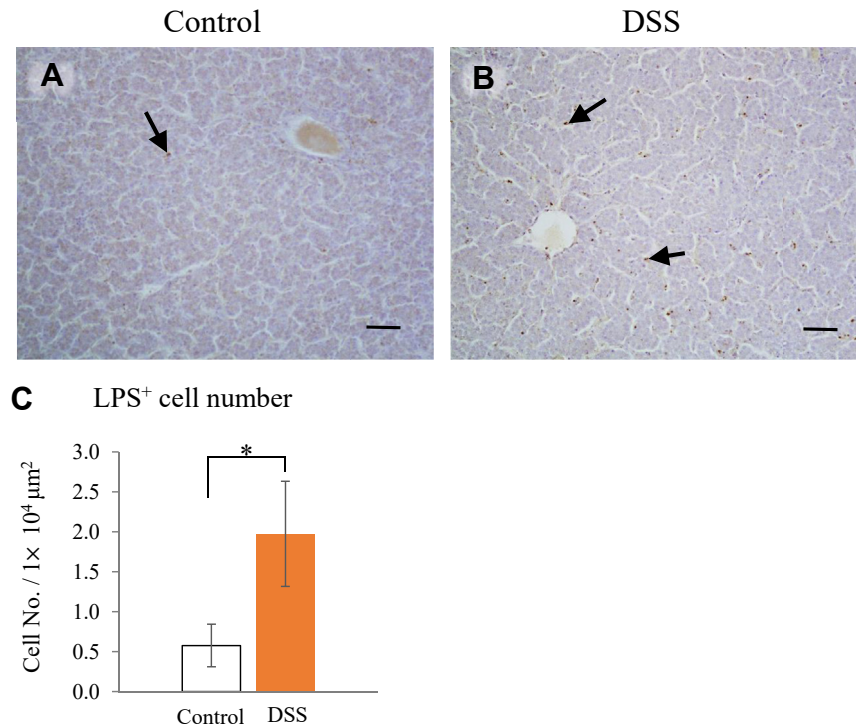 Control DSS
A B
C LPS⁺ cell number
3.0
2.5
2.0
1.5
1.0
0.5
0.0
Cell No. / 1× 10⁴ μm²
*
Control DSS